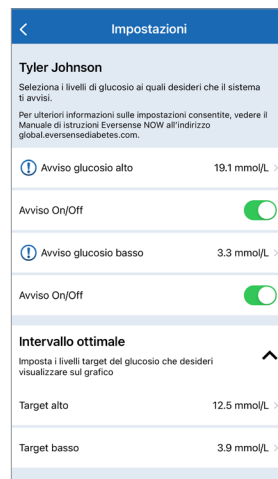 Impostazioni
Tyler Johnson
Seleziona i livelli di glucosio ai quali desideri che il sistema
ti avvisi.
Per ulteriori informazioni sulle impostazioni consentite, vedere il
Manuale di istruzioni Eversense NOW all'indirizzo
global.eversensediabetes.com.
Avviso glucosio alto 19.1 mmol/L
Avviso On/Off
Avviso glucosio basso 3.3 mmol/L
Avviso On/Off
Intervallo ottimale
Imposta i livelli target del glucosio che desideri
visualizzare sul grafico
Target alto 12.5 mmol/L
Target basso 3.9 mmol/L